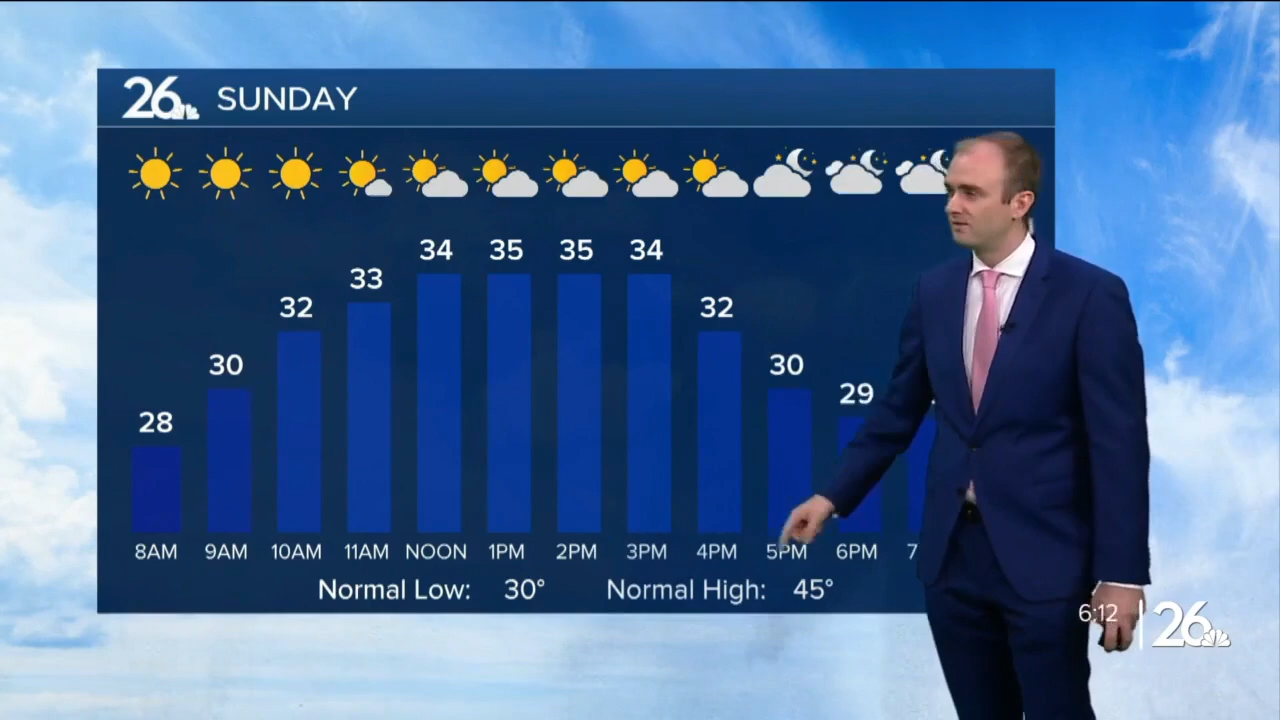 26 SUNDAY
34 35 35 34
33
32 32
30 30
29
28
8AM 9AM 10AM 11AM NOON 1PM 2PM 3PM 4PM 5PM 6PM 7
Normal Low: 30° Normal High: 45°
6:12 26